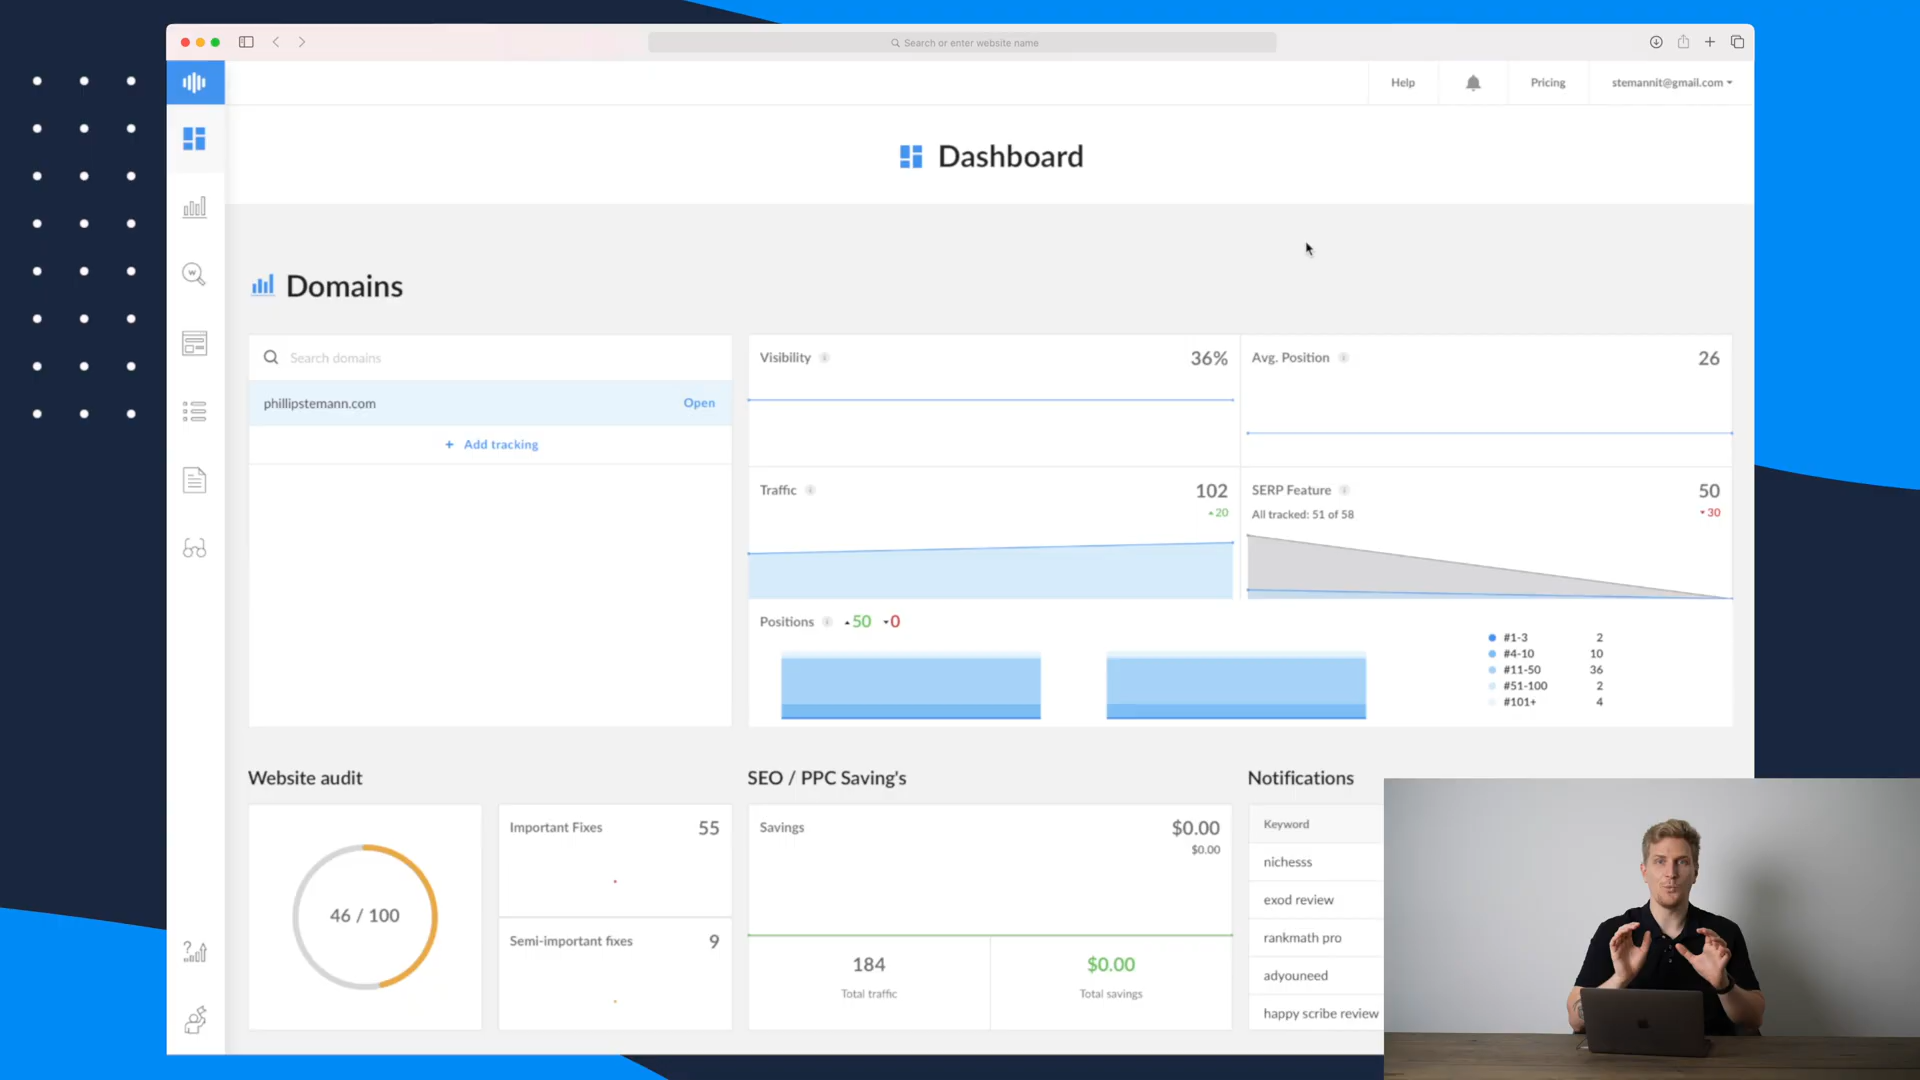 Search or enter website name
Help
Pricing
stemannit@gmail.com
Dashboard
Domains
Search domains
phillipstemann.com
Open
+ Add tracking
Visibility
36%
Avg. Position
26
Traffic
102
20
SERP Feature
50
All tracked: 51 of 58
30
Positions
50
0
#1-3 2
#4-10 10
#11-50 36
#51-100 2
#101+ 4
Website audit
46 / 100
Important Fixes
55
Semi-important fixes
9
SEO / PPC Saving's
Savings
$0.00
$0.00
184
Total traffic
$0.00
Total savings
Notifications
Keyword
nichesss
exod review
rankmath pro
adyouneed
happy scribe review